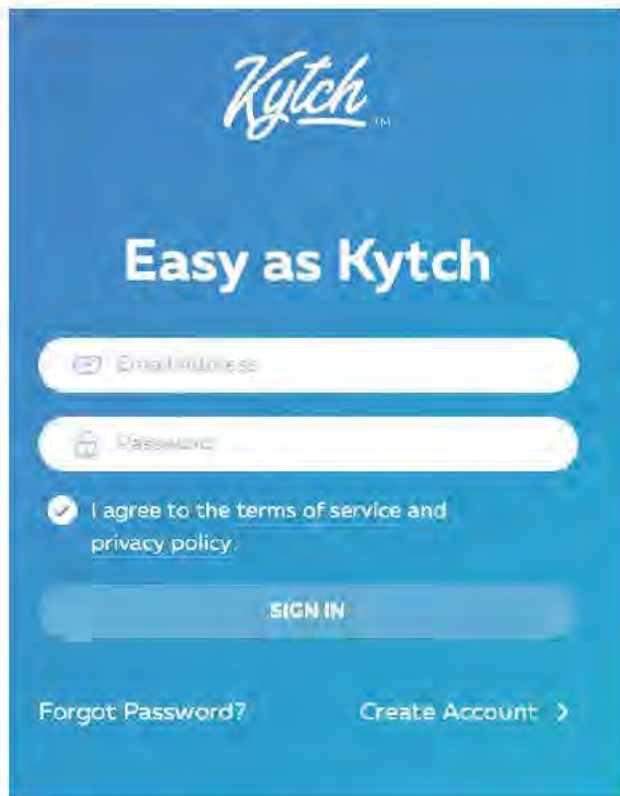 Kytch TM
Easy as Kytch
Email Address
Password
I agree to the terms of service and
privacy policy.
SIGN IN
Forgot Password?
Create Account >